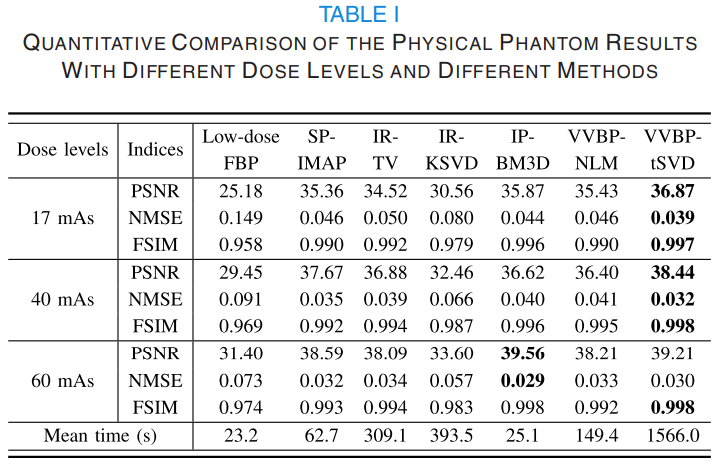 TABLE I
QUANTITATIVE COMPARISON OF THE PHYSICAL PHANTOM RESULTS
WITH DIFFERENT DOSE LEVELS AND DIFFERENT METHODS
Dose levels Indices Low-dose FBP SP-IMAP IR-TV IR-KSVD IP-BM3D VVBP-NLM VVBP-tSVD
17 mAs PSNR 25.18 35.36 34.52 30.56 35.87 35.43 36.87
NMSE 0.149 0.046 0.050 0.080 0.044 0.046 0.039
FSIM 0.958 0.990 0.992 0.979 0.996 0.990 0.997
40 mAs PSNR 29.45 37.67 36.88 32.46 36.62 36.40 38.44
NMSE 0.091 0.035 0.039 0.066 0.040 0.041 0.032
FSIM 0.969 0.992 0.994 0.987 0.996 0.995 0.998
60 mAs PSNR 31.40 38.59 38.09 33.60 39.56 38.21 39.21
NMSE 0.073 0.032 0.034 0.057 0.029 0.033 0.030
FSIM 0.974 0.993 0.994 0.983 0.998 0.992 0.998
Mean time (s) 23.2 62.7 309.1 393.5 25.1 149.4 1566.0